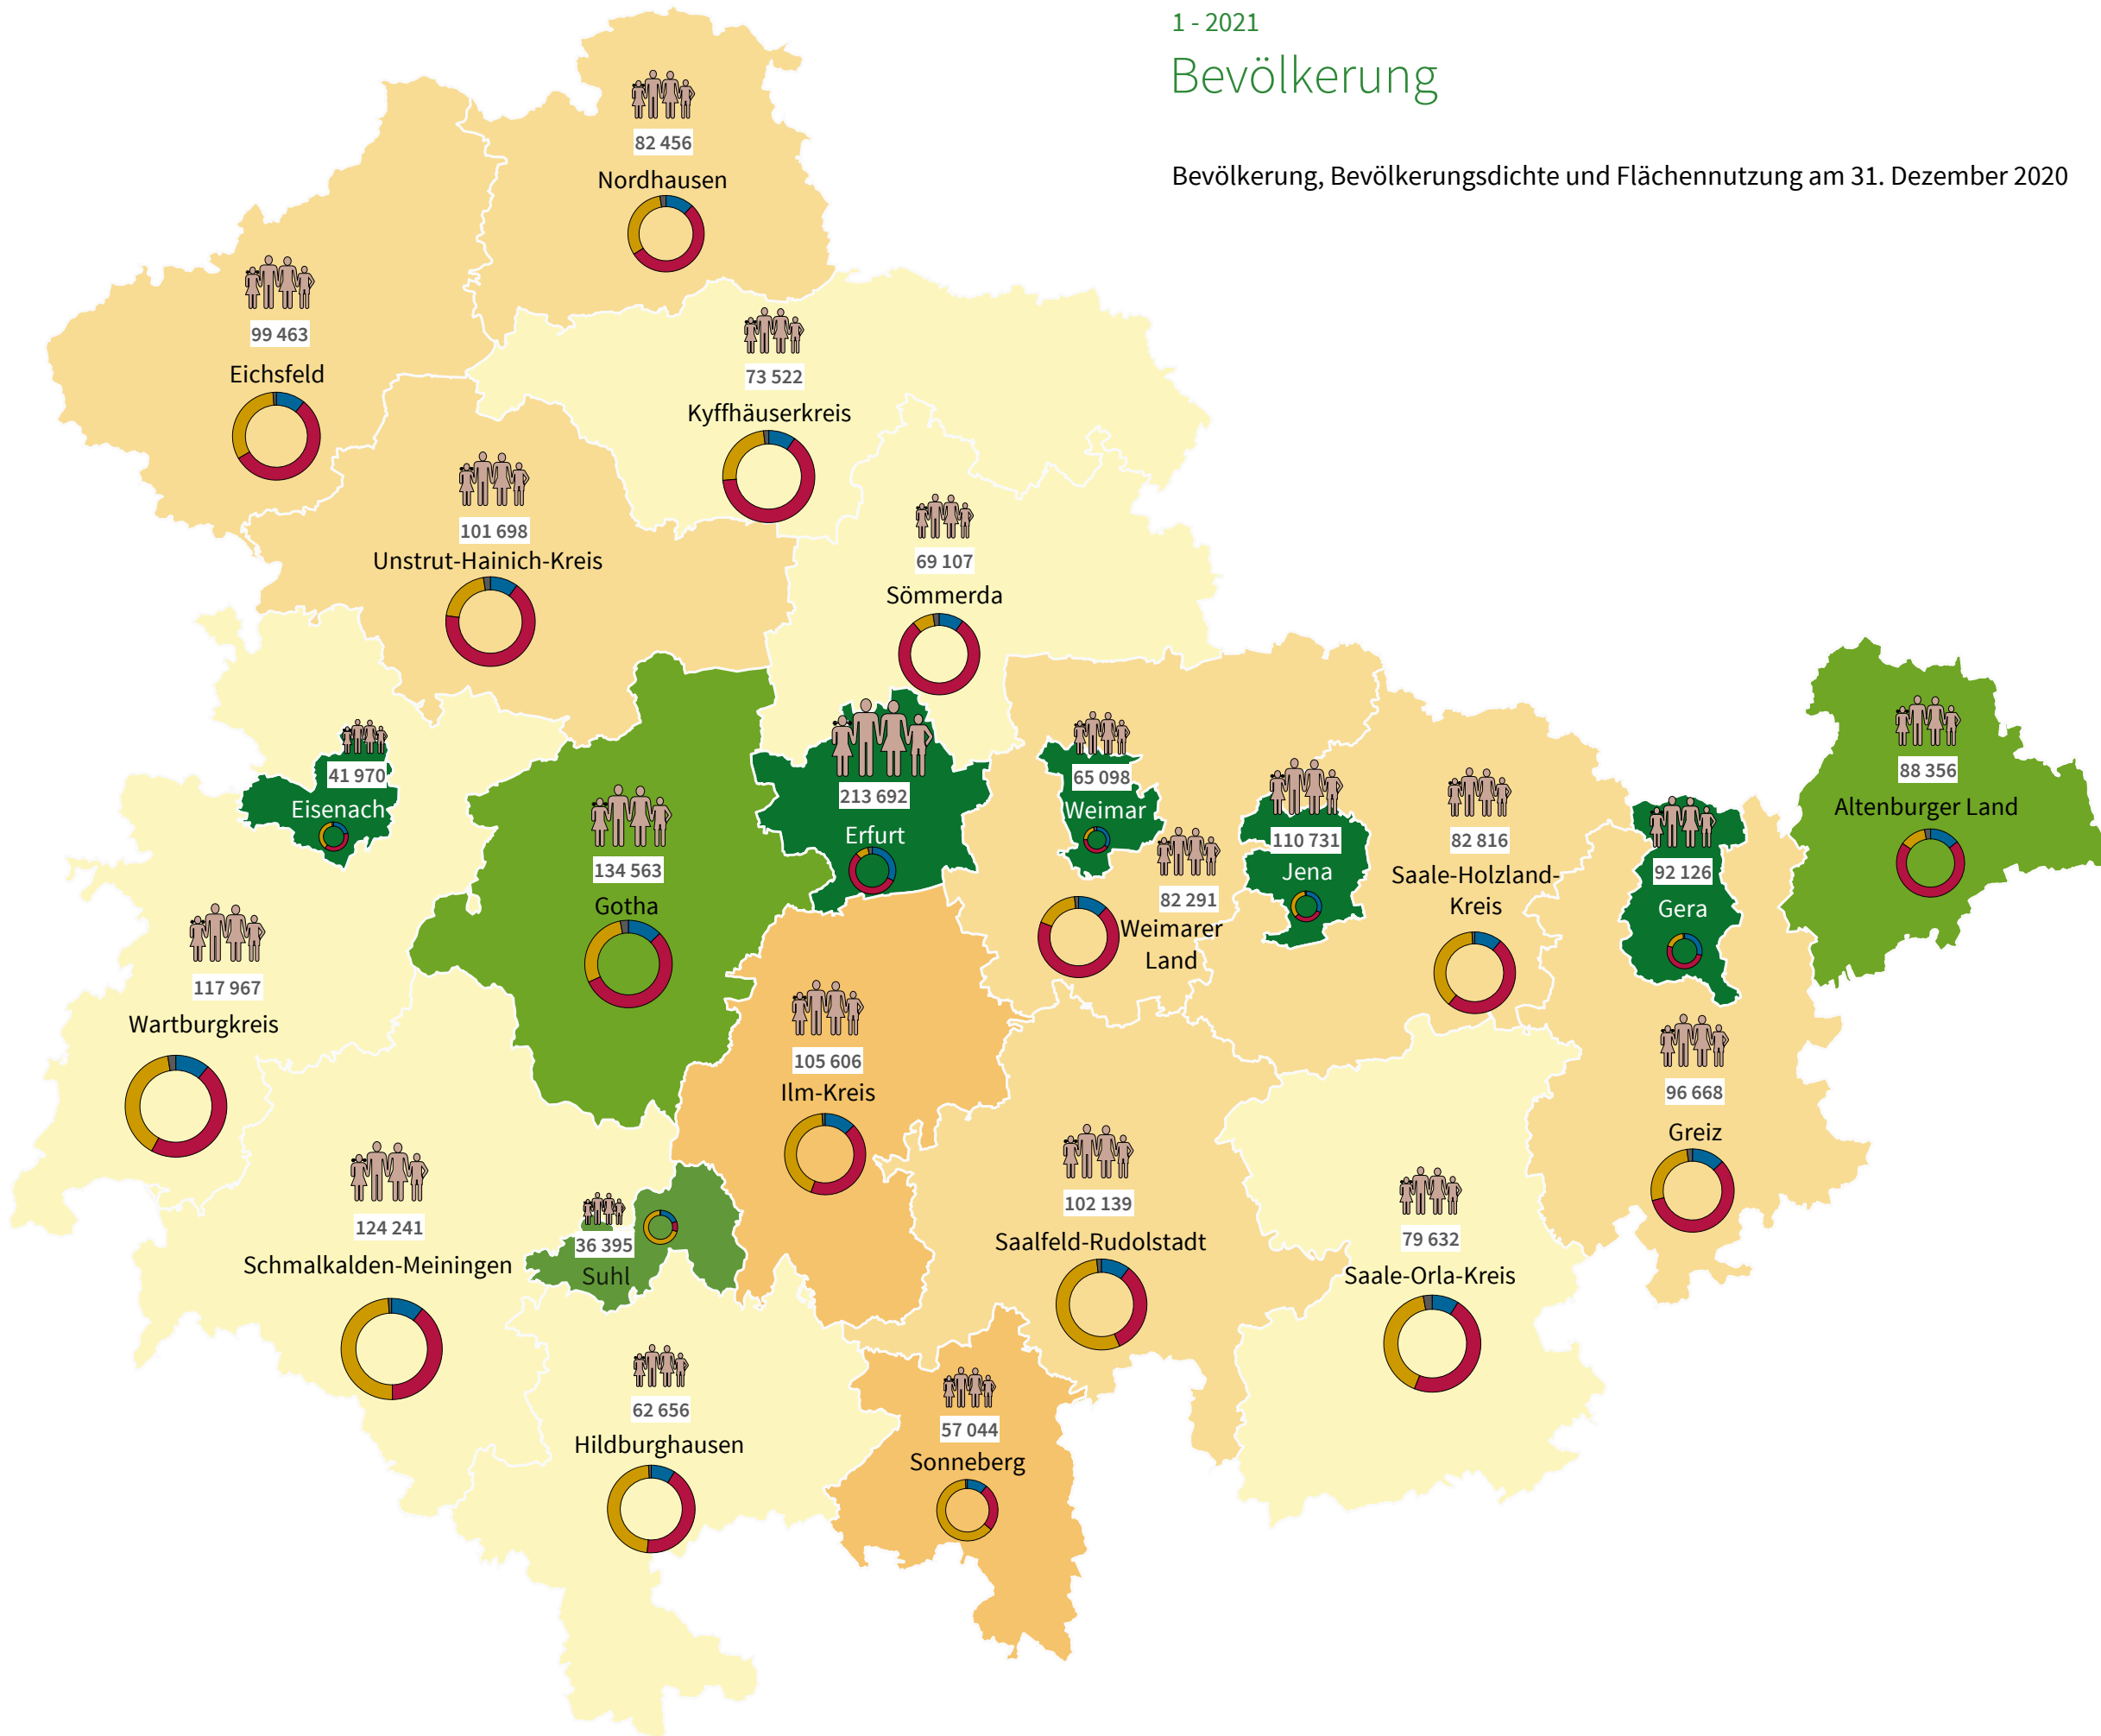 1 - 2021
Bevölkerung
Bevölkerung, Bevölkerungsdichte und Flächennutzung am 31. Dezember 2020
82 456
Nordhausen
99 463
Eichsfeld
73 522
Kyffhäuserkreis
101 698
Unstrut-Hainich-Kreis
69 107
Sömmerda
41 970
Eisenach
134 563
Gotha
213 692
Erfurt
65 098
Weimar
82 291
Weimarer
Land
110 731
Jena
82 816
Saale-Holzland-
Kreis
92 126
Gera
88 356
Altenburger Land
117 967
Wartburgkreis
105 606
Ilm-Kreis
96 668
Greiz
124 241
Schmalkalden-Meiningen
36 395
Suhl
102 139
Saalfeld-Rudolstadt
79 632
Saale-Orla-Kreis
62 656
Hildburghausen
57 044
Sonneberg